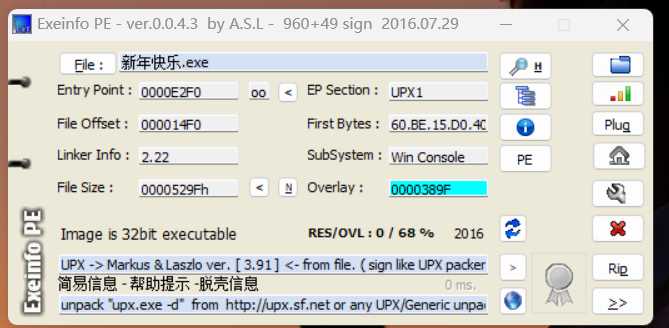 Exeinfo PE - ver.0.0.4.3 by A.S.L - 960+49 sign 2016.07.29
File : 新年快乐.exe H
Entry Point : 0000E2F0 oo < EP Section : UPX1
File Offset : 000014F0 First Bytes : 60.BE.15.D0.40 Plug
Linker Info : 2.22 SubSystem : Win Console PE
File Size : 0000529Fh < N Overlay : 0000389F
Image is 32bit executable RES/OVL : 0 / 68 % 2016
UPX -> Markus & Laszlo ver. [ 3.91 ] <- from file. ( sign like UPX packer > Rip
简易信息 - 帮助提示 -脱壳信息 0 ms.
unpack "upx.exe -d" from http://upx.sf.net or any UPX/Generic unpa >>
Exeinfo PE